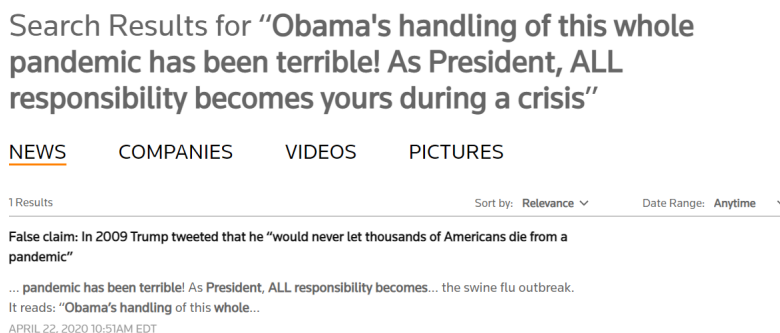 Search Results for “Obama's handling of this whole
pandemic has been terrible! As President, ALL
responsibility becomes yours during a crisis”
NEWS COMPANIES VIDEOS PICTURES
1 Results Sort by: Relevance Date Range: Anytime
False claim: In 2009 Trump tweeted that he “would never let thousands of Americans die from a
pandemic”
... pandemic has been terrible! As President, ALL responsibility becomes... the swine flu outbreak.
It reads: “Obama’s handling of this whole...
APRIL 22, 2020 10:51AM EDT